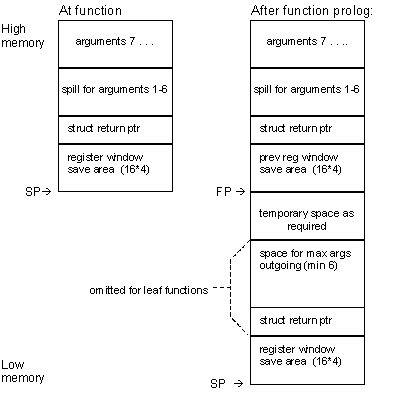 At function
After function prolog:
High
memory
arguments 7 . . .
arguments 7 . . ..
spill for arguments 1-6
spill for arguments 1-6
struct return ptr
struct return ptr
register window
save area (16*4)
prev reg window
save area (16*4)
SP →
FP →
temporary space as
required
space for max args
outgoing (min 6)
omitted for leaf functions
struct return ptr
register window
save area (16*4)
Low
memory
SP →